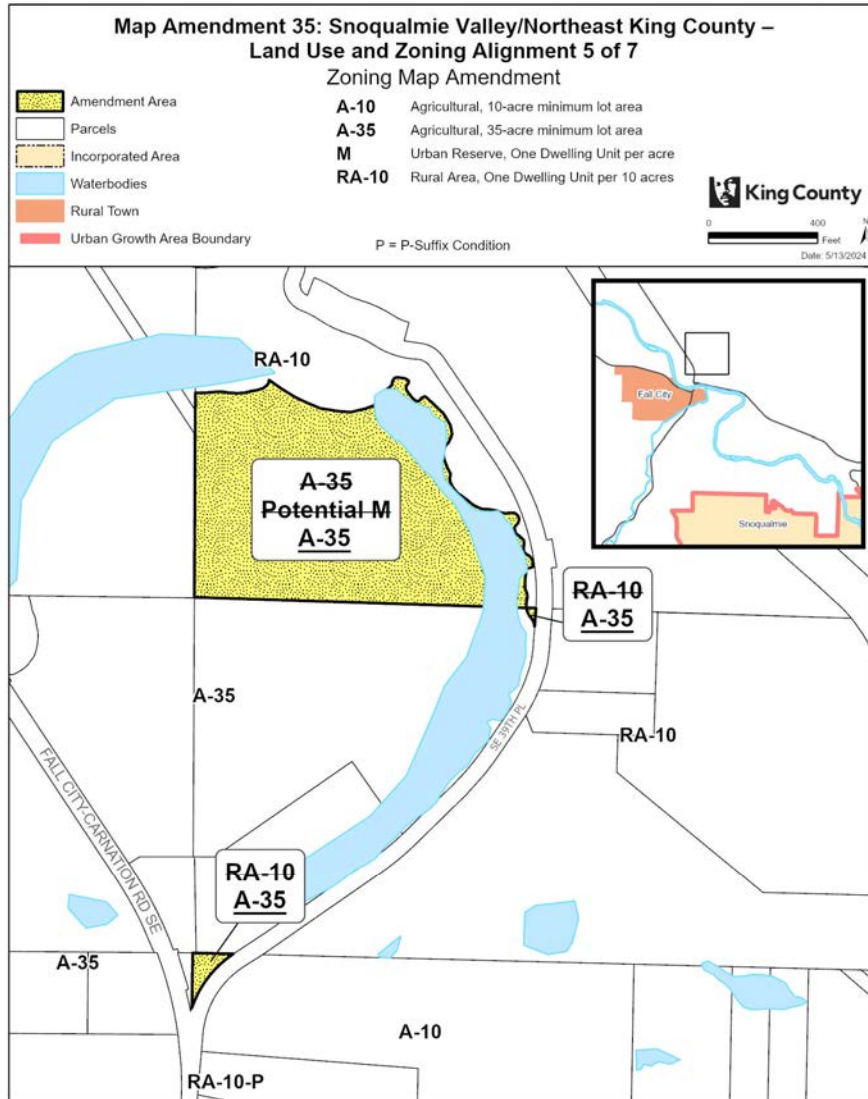 Map Amendment 35: Snoqualmie Valley/Northeast King County –
Land Use and Zoning Alignment 5 of 7
Zoning Map Amendment
Amendment Area
Parcels
Incorporated Area
Waterbodies
Rural Town
Urban Growth Area Boundary
A-10 Agricultural, 10-acre minimum lot area
A-35 Agricultural, 35-acre minimum lot area
M Urban Reserve, One Dwelling Unit per acre
RA-10 Rural Area, One Dwelling Unit per 10 acres
P = P-Suffix Condition
King County
0 400
Feet
N
Date: 5/13/2024
RA-10
Fall City
Snoqualmie
A-35
Potential M
A-35
RA-10
A-35
A-35
RA-10
SE 39TH PL
FALL CITY-CARNATION RD SE
RA-10
A-35
A-35
A-10
RA-10-P